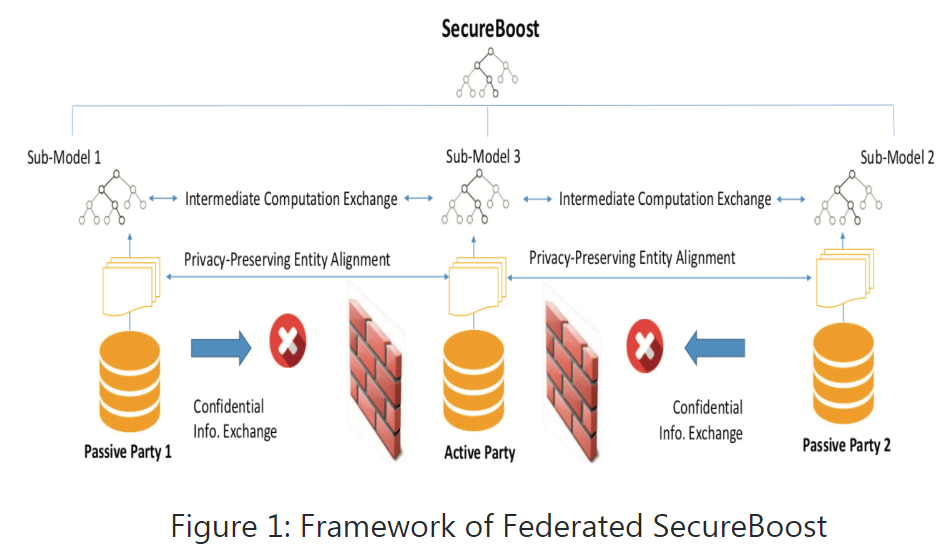 SecureBoost
Sub-Model 1
Sub-Model 3
Sub-Model 2
Intermediate Computation Exchange
Intermediate Computation Exchange
Privacy-Preserving Entity Alignment
Privacy-Preserving Entity Alignment
Confidential
Info. Exchange
Confidential
Info. Exchange
Passive Party 1
Active Party
Passive Party 2
Figure 1: Framework of Federated SecureBoost